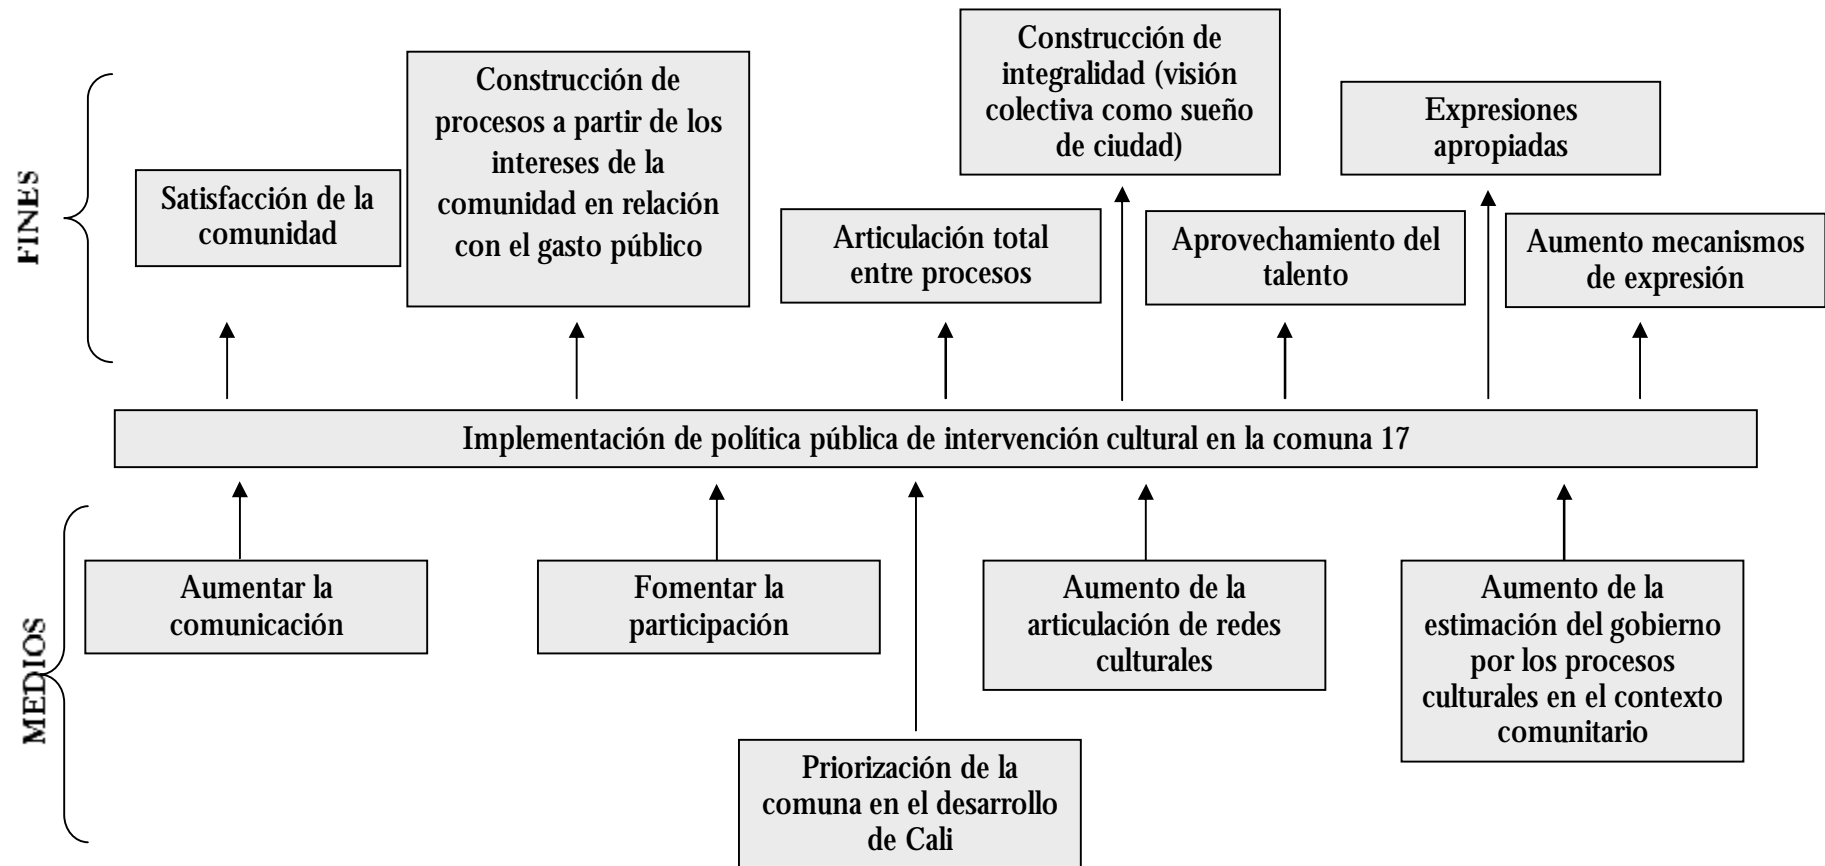 FINES
Satisfacción de la
comunidad
Construcción de
procesos a partir de los
intereses de la
comunidad en relación
con el gasto público
Articulación total
entre procesos
Construcción de
integralidad (visión
colectiva como sueño
de ciudad)
Aprovechamiento del
talento
Expresiones
apropiadas
Aumento mecanismos
de expresión
Implementación de política pública de intervención cultural en la comuna 17
MEDIOS
Aumentar la
comunicación
Fomentar la
participación
Priorización de la
comuna en el desarrollo
de Cali
Aumento de la
articulación de redes
culturales
Aumento de la
estimación del gobierno
por los procesos
culturales en el contexto
comunitario